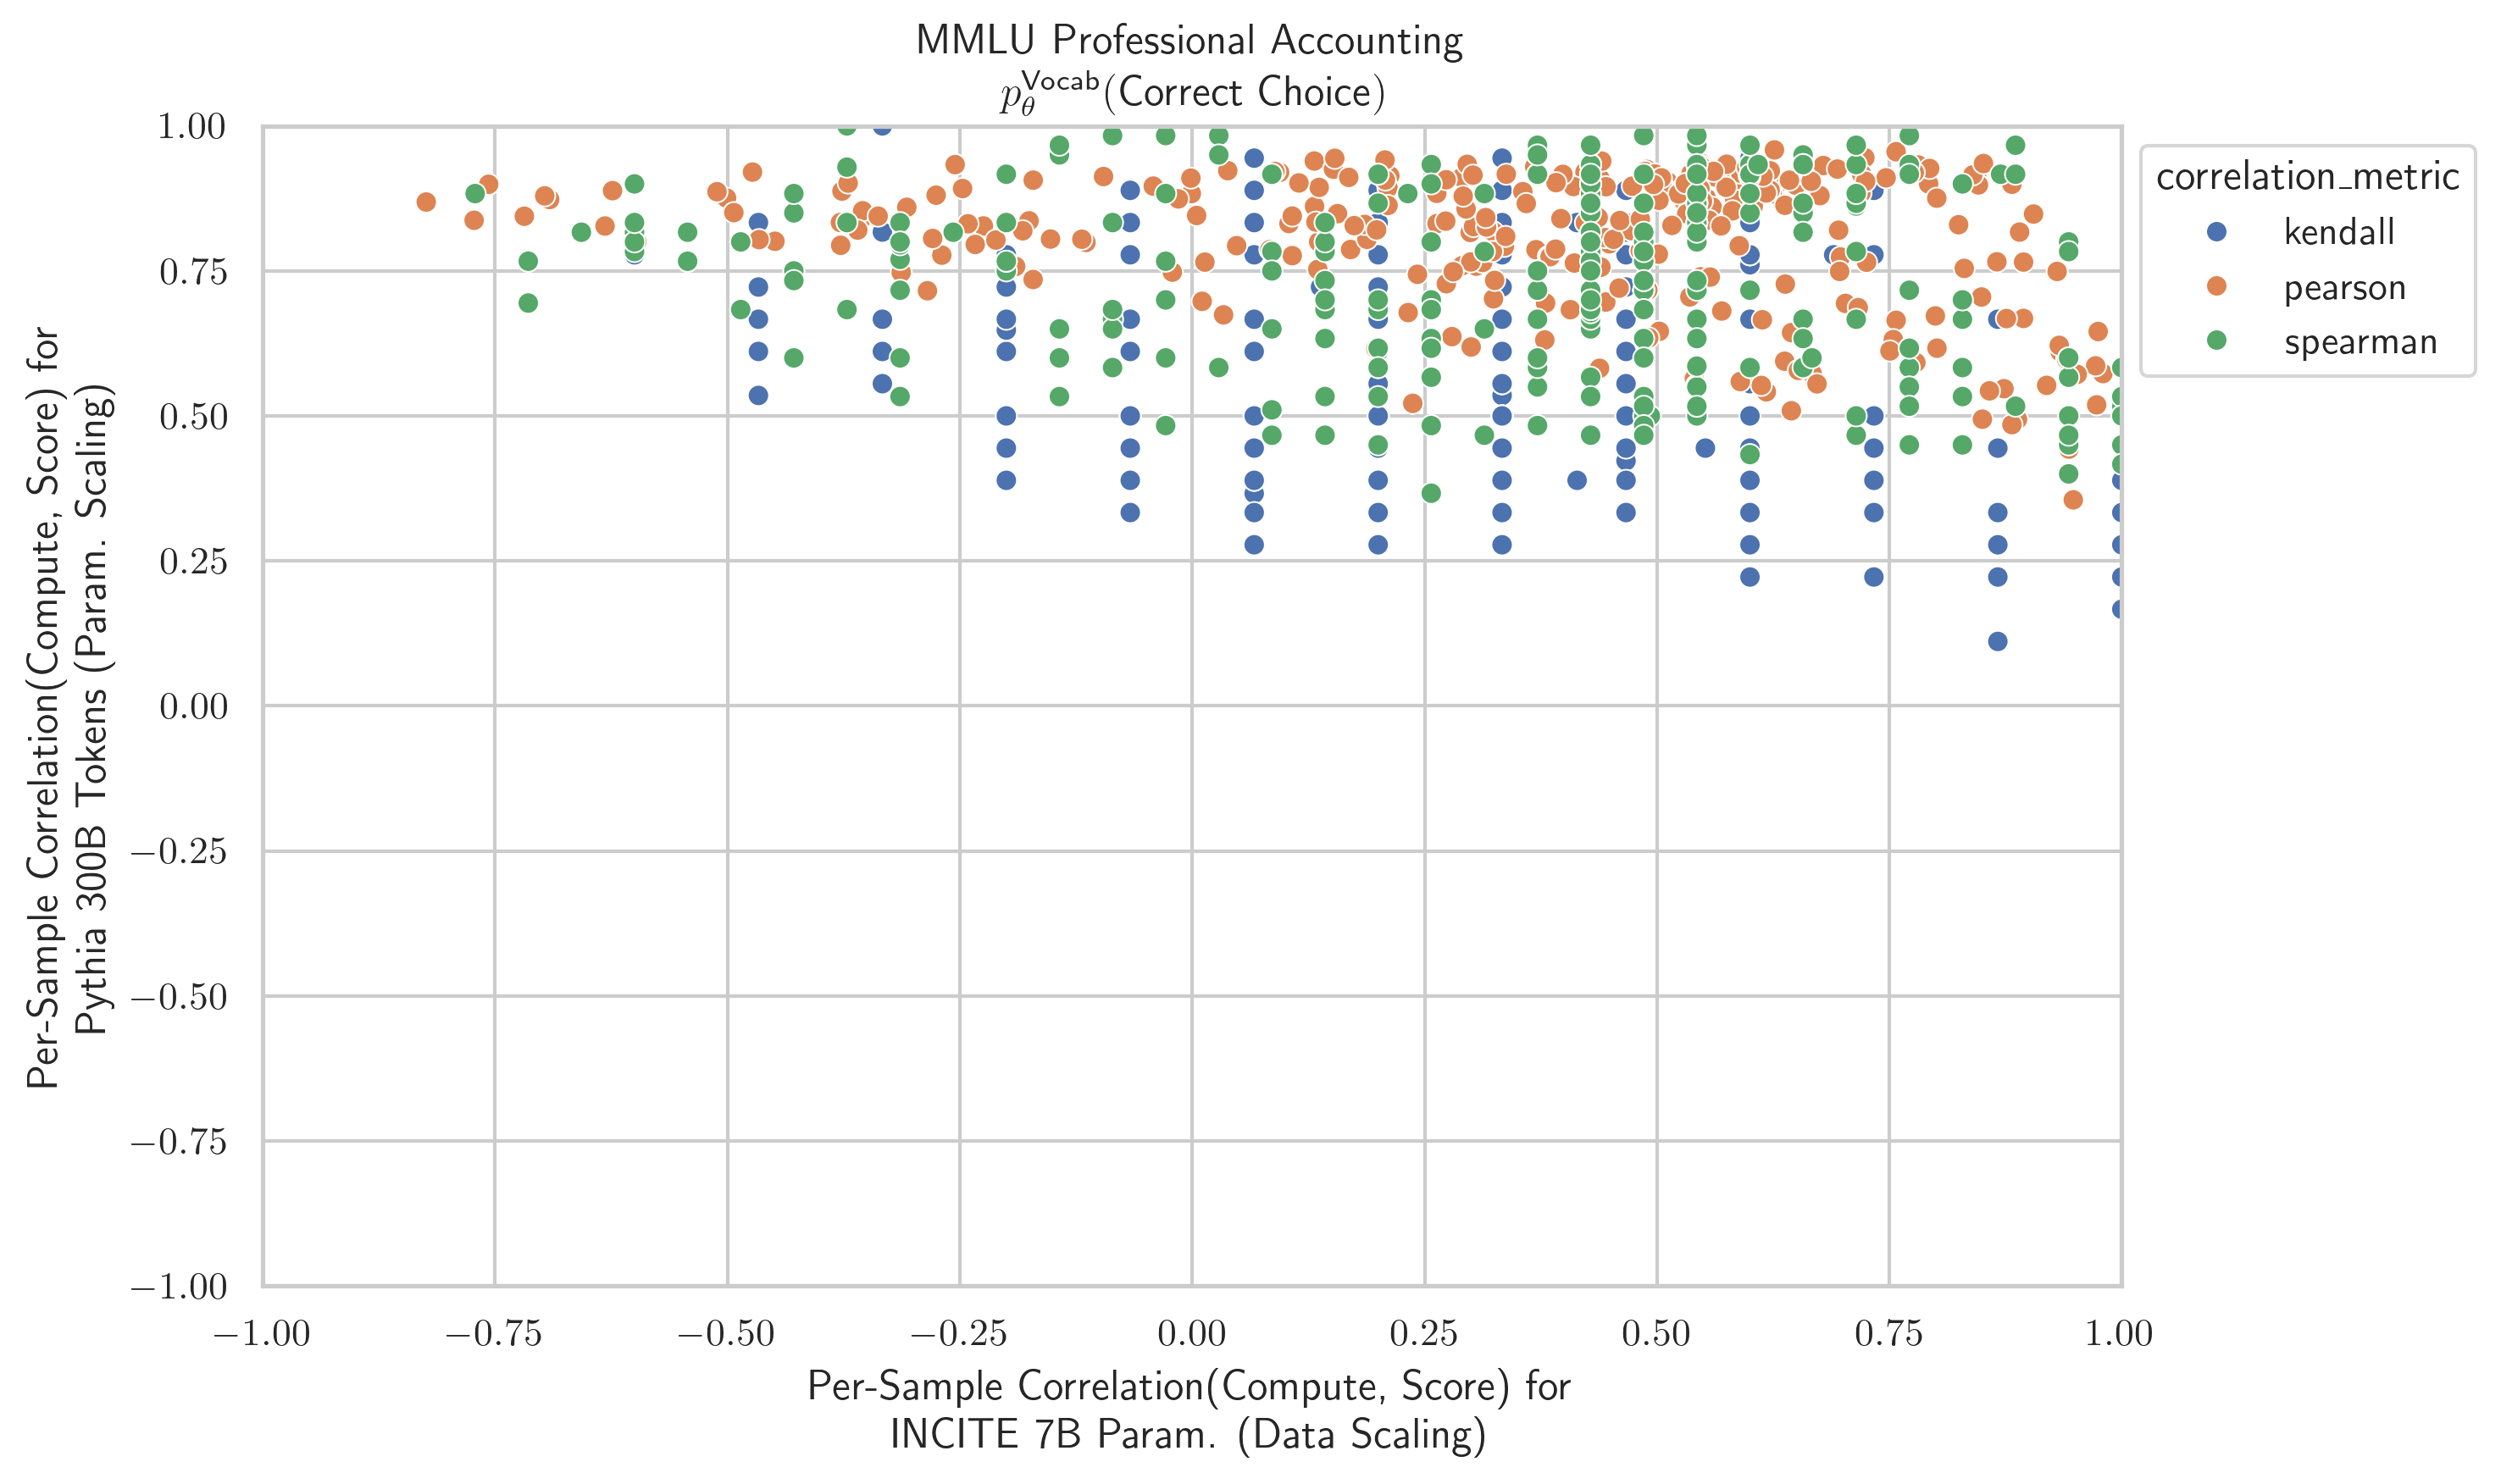 MMLU Professional Accounting
p_θ^Vocab(Correct Choice)
Per-Sample Correlation(Compute, Score) for
Pythia 300B Tokens (Param. Scaling)
1.00
0.75
0.50
0.25
0.00
−0.25
−0.50
−0.75
−1.00
−1.00
−0.75
−0.50
−0.25
0.00
0.25
0.50
0.75
1.00
Per-Sample Correlation(Compute, Score) for
INCITE 7B Param. (Data Scaling)
correlation_metric
kendall
pearson
spearman